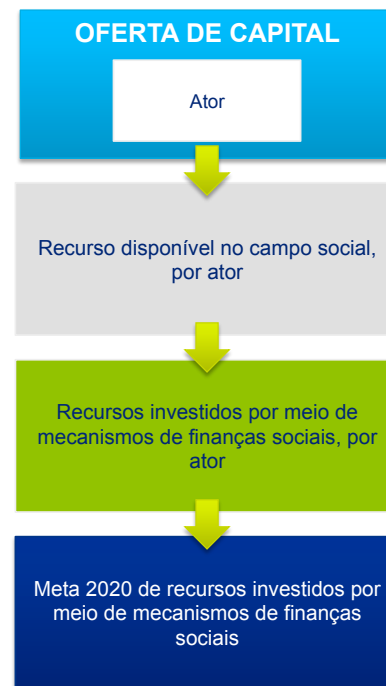 OFERTA DE CAPITAL
Ator
Recurso disponível no campo social,
por ator
Recursos investidos por meio de
mecanismos de finanças sociais, por
ator
Meta 2020 de recursos investidos por
meio de mecanismos de finanças
sociais